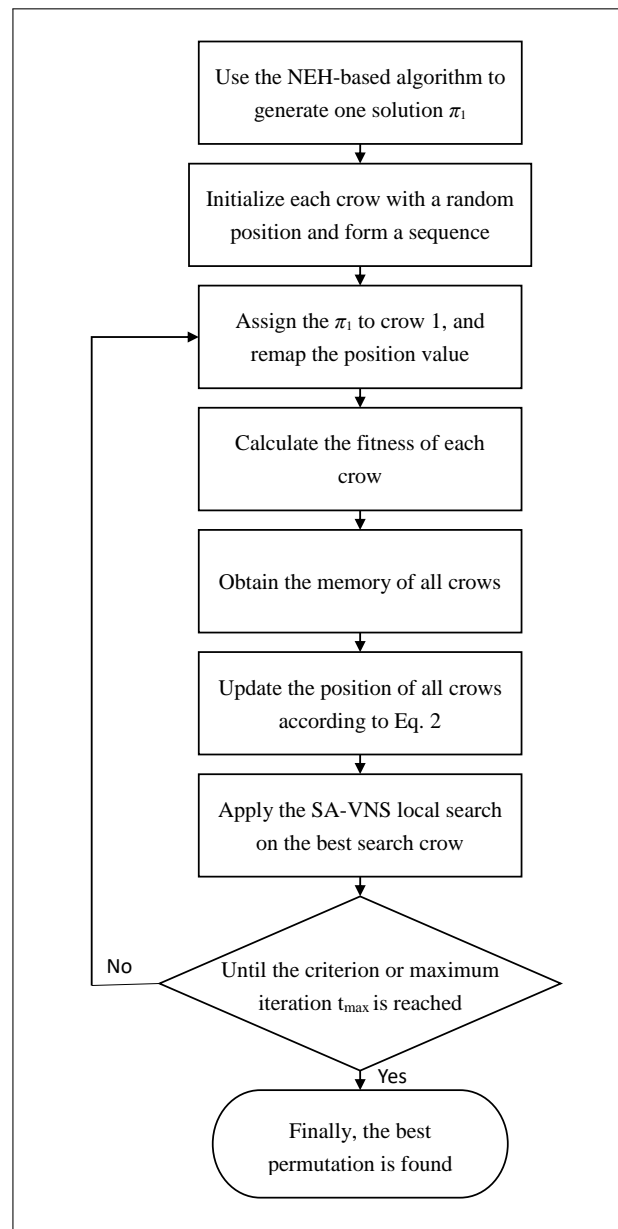 Use the NEH-based algorithm to
generate one solution π₁
Initialize each crow with a random
position and form a sequence
Assign the π₁ to crow 1, and
remap the position value
Calculate the fitness of each
crow
Obtain the memory of all crows
Update the position of all crows
according to Eq. 2
Apply the SA-VNS local search
on the best search crow
No
Until the criterion or maximum
iteration tmax is reached
Yes
Finally, the best
permutation is found